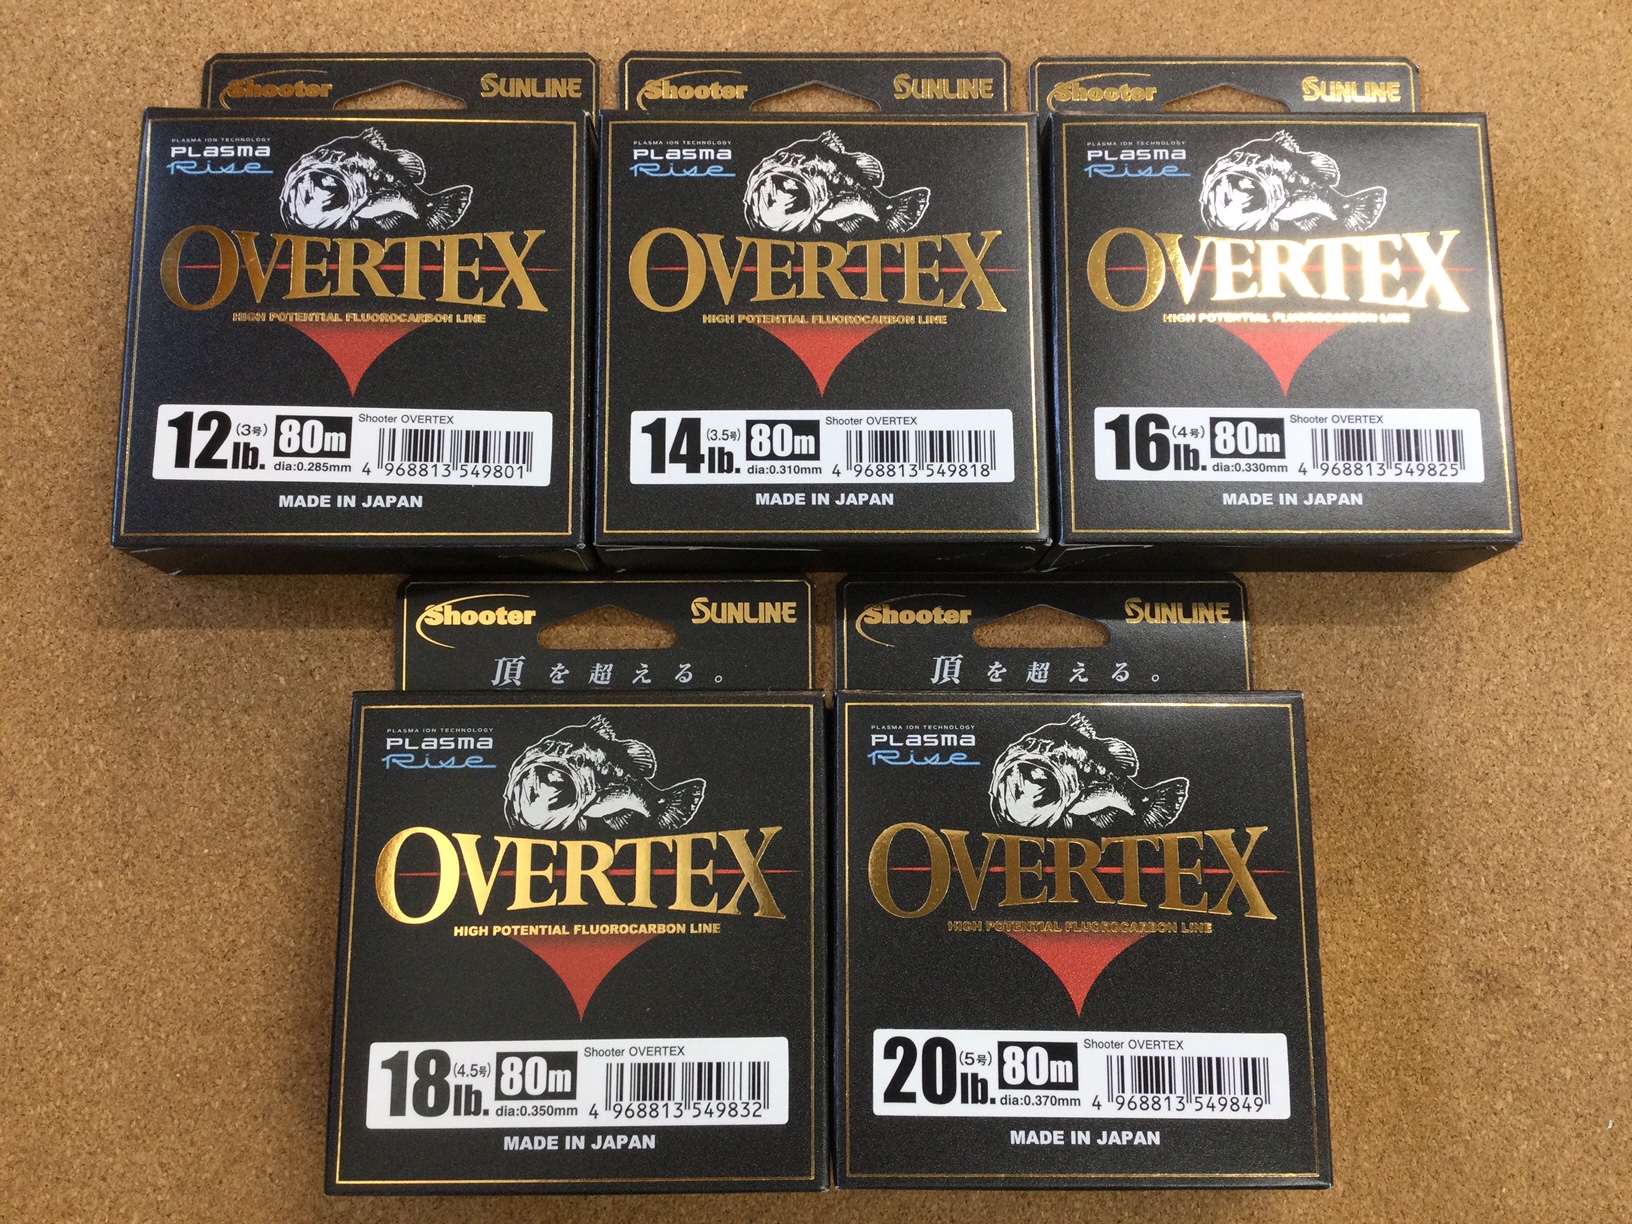 Shooter SUNLINE
PLASMA ION TECHNOLOGY
PLASMA
Rise
OVERTEX
HIGH POTENTIAL FLUOROCARBON LINE
12lb. (3号) 80m Shooter OVERTEX
dia:0.285mm 4 968813 549801
MADE IN JAPAN
Shooter SUNLINE
PLASMA ION TECHNOLOGY
PLASMA
Rise
OVERTEX
HIGH POTENTIAL FLUOROCARBON LINE
14lb. (3.5号) 80m Shooter OVERTEX
dia:0.310mm 4 968813 549818
MADE IN JAPAN
Shooter SUNLINE
PLASMA ION TECHNOLOGY
PLASMA
Rise
OVERTEX
HIGH POTENTIAL FLUOROCARBON LINE
16lb. (4号) 80m Shooter OVERTEX
dia:0.330mm 4 968813 549825
MADE IN JAPAN
Shooter SUNLINE
頂を超える。
PLASMA ION TECHNOLOGY
PLASMA
Rise
OVERTEX
HIGH POTENTIAL FLUOROCARBON LINE
18lb. (4.5号) 80m Shooter OVERTEX
dia:0.350mm 4 968813 549832
MADE IN JAPAN
Shooter SUNLINE
頂を超える。
PLASMA ION TECHNOLOGY
PLASMA
Rise
OVERTEX
HIGH POTENTIAL FLUOROCARBON LINE
20lb. (5号) 80m Shooter OVERTEX
dia:0.370mm 4 968813 549849
MADE IN JAPAN